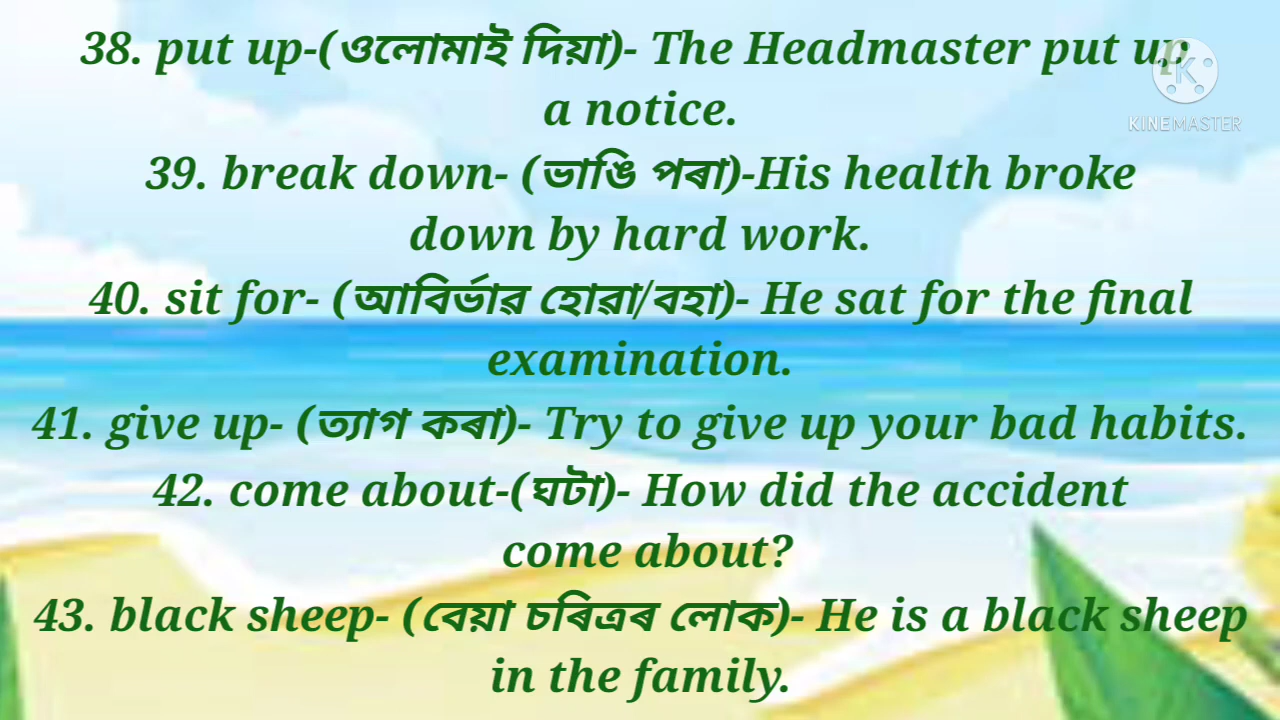 38. put up-(ওলোমাই দিয়া)- The Headmaster put up
a notice.
39. break down- (ভাঙি পৰা)-His health broke
down by hard work.
40. sit for- (আবিৰ্ভাৱ হোৱা/বহা)- He sat for the final
examination.
41. give up- (ত্যাগ কৰা)- Try to give up your bad habits.
42. come about-(ঘটা)- How did the accident
come about?
43. black sheep- (বেয়া চৰিত্ৰৰ লোক)- He is a black sheep
in the family.
K
KINEMASTER